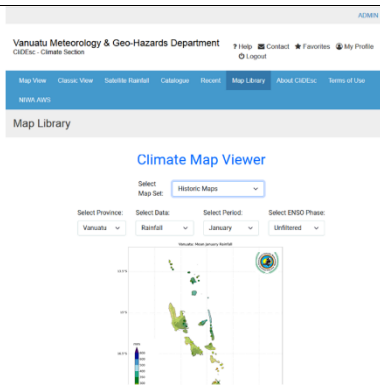 ADMIN
Vanuatu Meteorology & Geo-Hazards Department
CliDEsc - Climate Section
? Help Contact Favorites My Profile
Logout
Map View Classic View Satellite Rainfall Catalogue Recent Map Library About CliDEsc Terms of Use
NIWA AWS
Map Library
Climate Map Viewer
Select Map Set:
Historic Maps
Select Province: Select Data: Select Period: Select ENSO Phase:
Vanuatu Rainfall January Unfiltered
Vanuatu: Mean January Rainfall